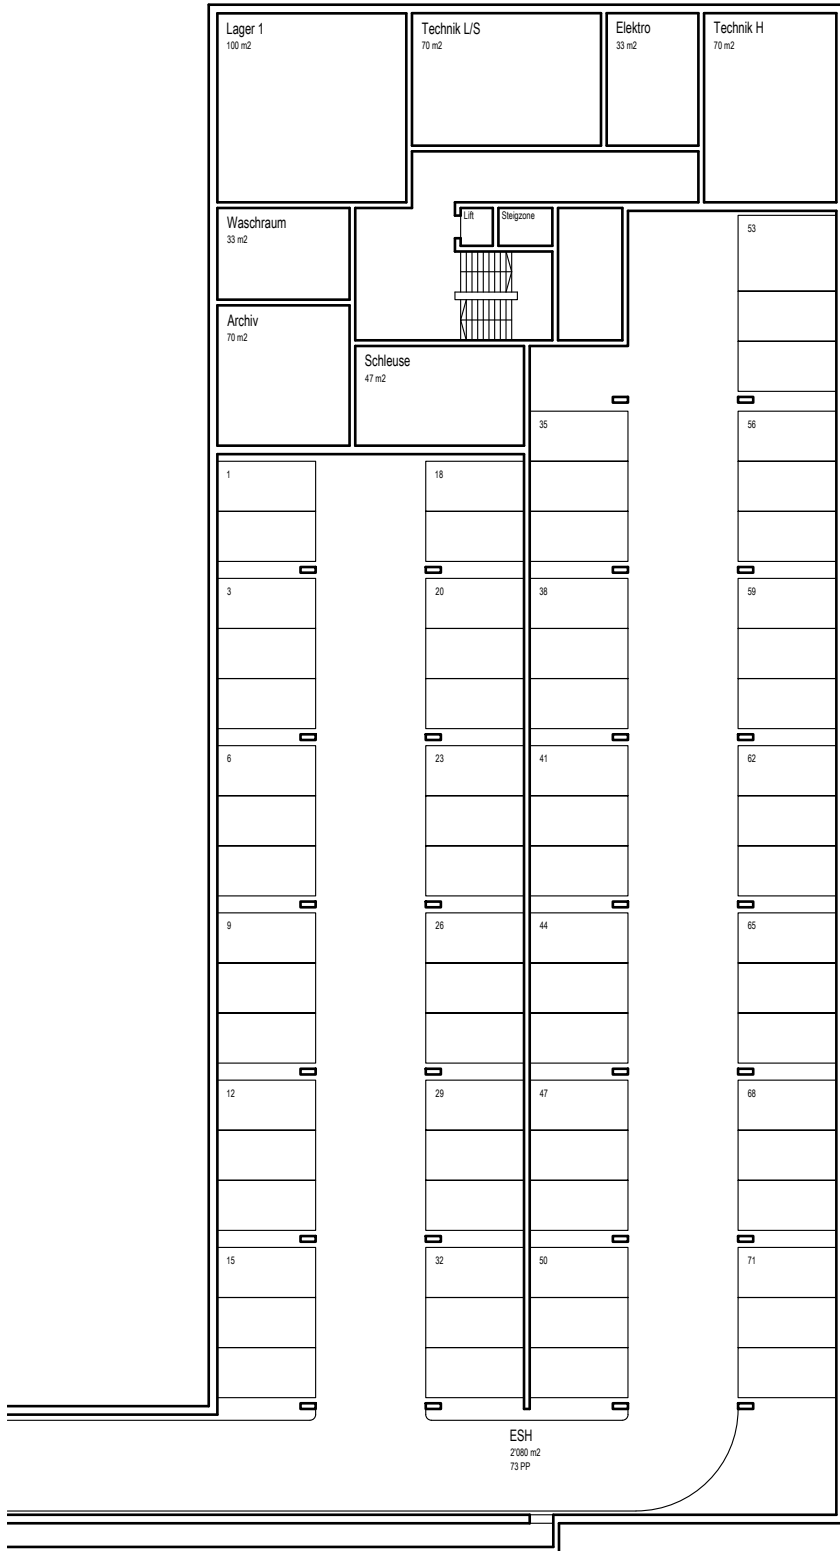 Lager 1
100 m2
Technik L/S
70 m2
Elektro
33 m2
Technik H
70 m2
Waschraum
33 m2
Lift
Steigzone
53
Archiv
70 m2
Schleuse
47 m2
35
56
1
18
3
20
38
59
6
23
41
62
9
26
44
65
12
29
47
68
15
32
50
71
ESH
2'080 m2
73 PP